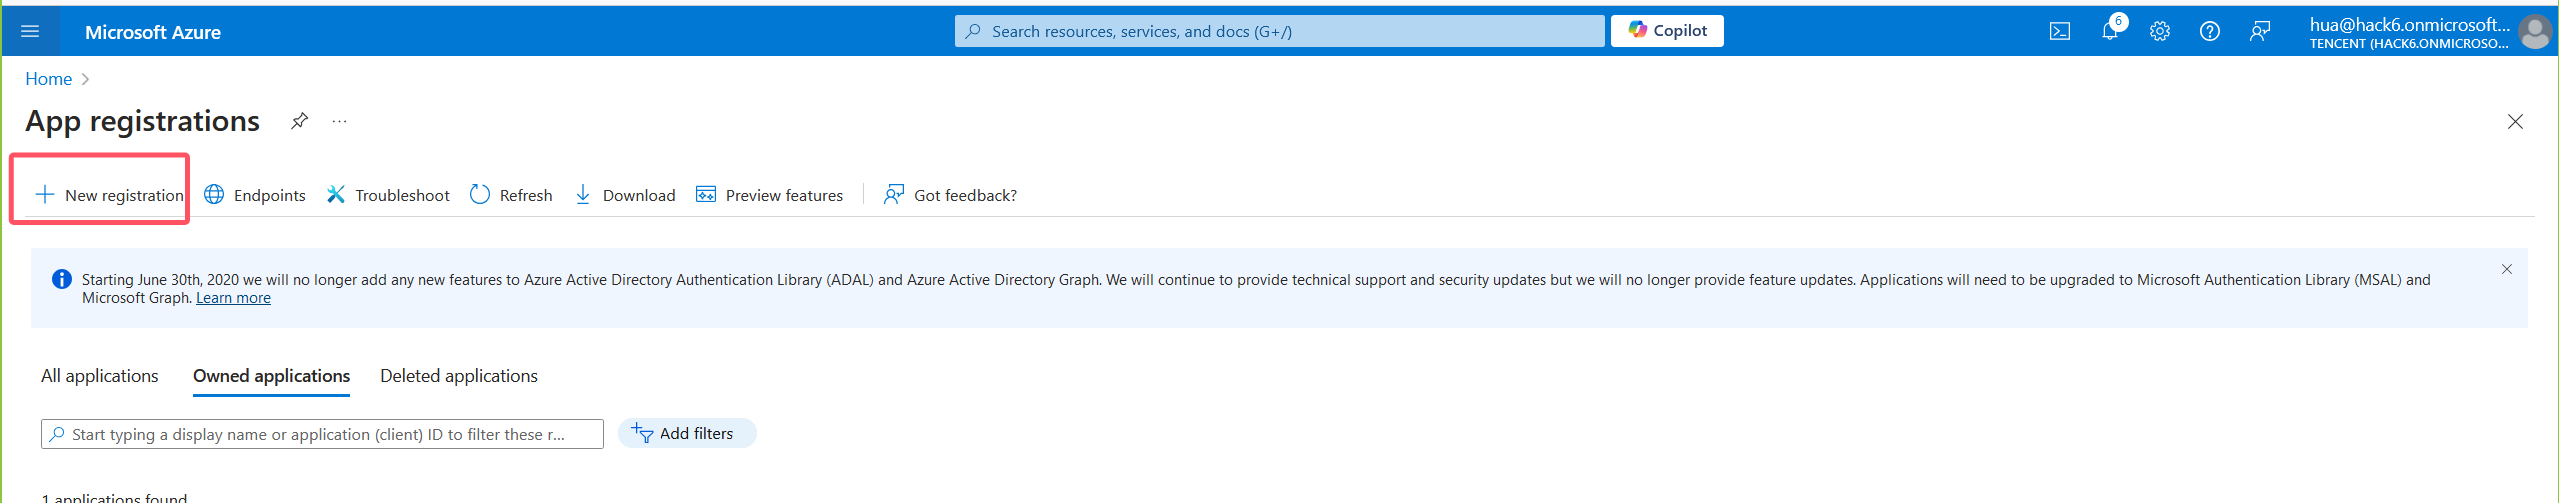 Microsoft Azure
Search resources, services, and docs (G+/)
Copilot
6
hua@hack6.onmicrosoft...
TENCENT (HACK6.ONMICROSO...
Home
App registrations
New registration
Endpoints
Troubleshoot
Refresh
Download
Preview features
Got feedback?
Starting June 30th, 2020 we will no longer add any new features to Azure Active Directory Authentication Library (ADAL) and Azure Active Directory Graph. We will continue to provide technical support and security updates but we will no longer provide feature updates. Applications will need to be upgraded to Microsoft Authentication Library (MSAL) and
Microsoft Graph. Learn more
All applications
Owned applications
Deleted applications
Start typing a display name or application (client) ID to filter these r...
Add filters
1 applications found